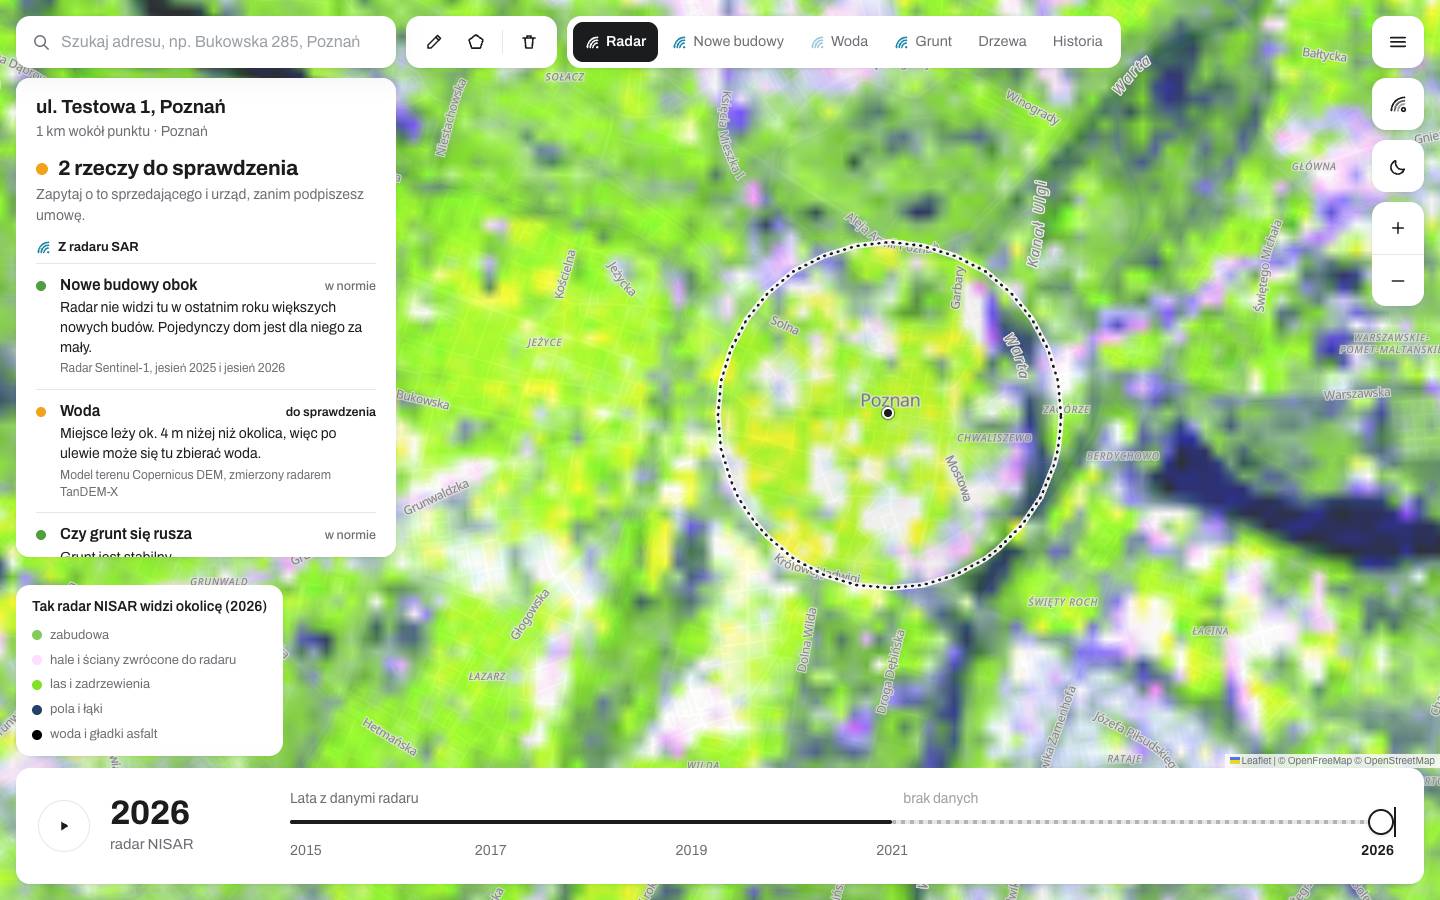 Szukaj adresu, np. Bukowska 285, Poznań
Radar
Nowe budowy
Woda
Grunt
Drzewa
Historia
ul. Testowa 1, Poznań
1 km wokół punktu · Poznań
2 rzeczy do sprawdzenia
Zapytaj o to sprzedającego i urząd, zanim podpiszesz
umowę.
Z radaru SAR
Nowe budowy obok
w normie
Radar nie widzi tu w ostatnim roku większych
nowych budów. Pojedynczy dom jest dla niego za
mały.
Radar Sentinel-1, jesień 2025 i jesień 2026
Woda
do sprawdzenia
Miejsce leży ok. 4 m niżej niż okolica, więc po
ulewie może się tu zbierać woda.
Model terenu Copernicus DEM, zmierzony radarem
TanDEM-X
Czy grunt się rusza
w normie
Grunt jest stabilny
Tak radar NISAR widzi okolicę (2026)
zabudowa
hale i ściany zwrócone do radaru
las i zadrzewienia
pola i łąki
woda i gładki asfalt
SOŁACZ
Niestachowska
Księcia Mieszka I
Winogrady
Warta
Bałtycka
GŁÓWNA
Kanał Ulgi
Świętego Michała
Kościelna
Jeżycka
JEŻYCE
Solna
Garbary
Warta
Poznań
ZAGÓRZE
CHWALISZEWO
BERDYCHOWO
WARSZAWSKIE-
POMET-MALTAŃSKIE
Warszawska
Bukowska
Grunwaldzka
Mostowa
Królowej Jadwigi
GRUNWALD
Głogowska
ŁAZARZ
Hetmańska
Dolna Wilda
Droga Dębińska
WILDA
ŚWIĘTY ROCH
ŁACINA
Józefa Piłsudskiego
RATAJE
Leaflet | © OpenFreeMap © OpenStreetMap
2026
radar NISAR
Lata z danymi radaru
brak danych
2015
2017
2019
2021
2026